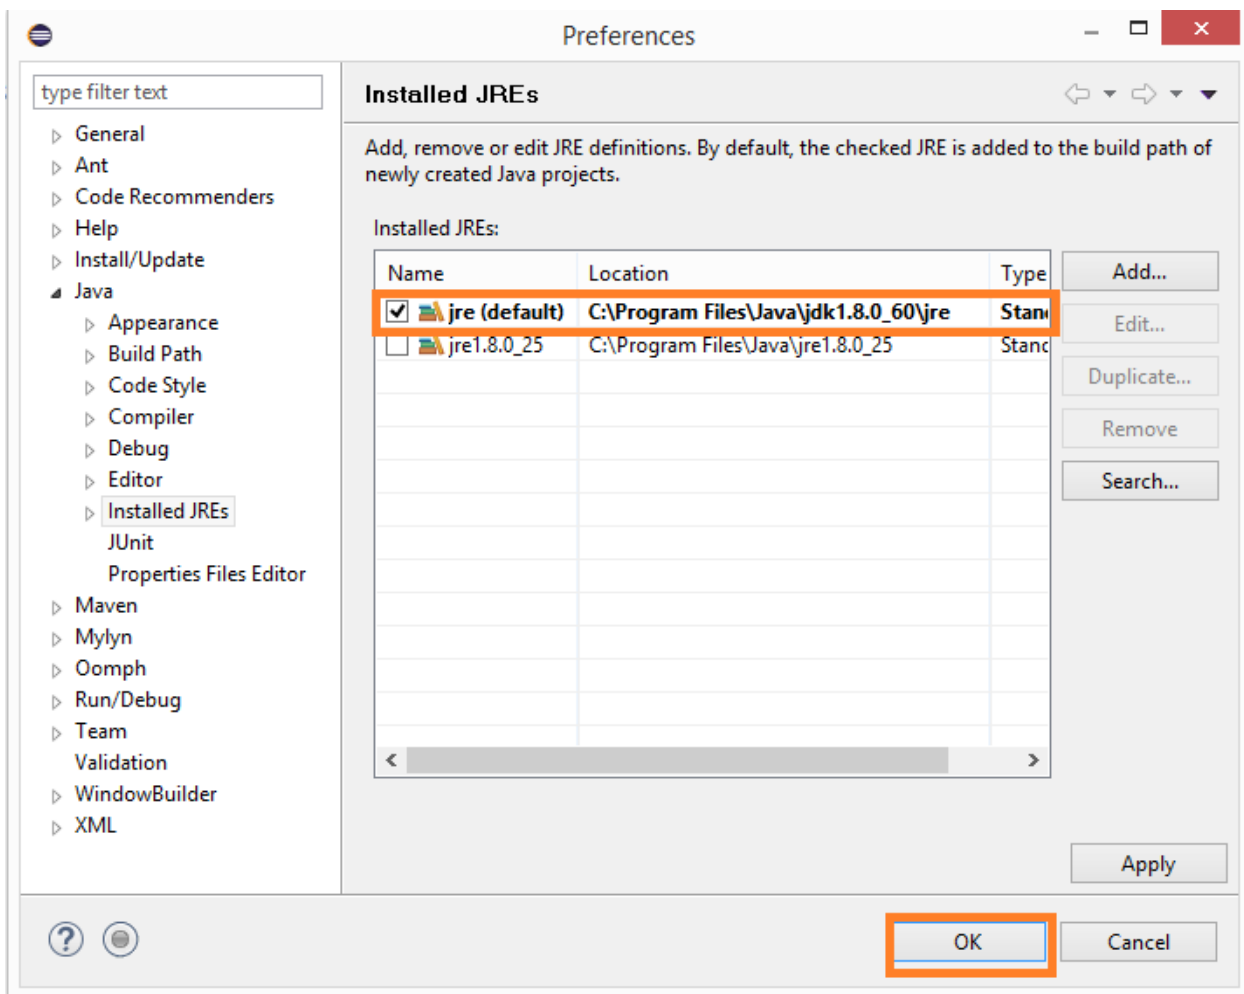 Preferences
type filter text
General
Ant
Code Recommenders
Help
Install/Update
Java
Appearance
Build Path
Code Style
Compiler
Debug
Editor
Installed JREs
JUnit
Properties Files Editor
Maven
Mylyn
Oomph
Run/Debug
Team
Validation
WindowBuilder
XML
Installed JREs
Add, remove or edit JRE definitions. By default, the checked JRE is added to the build path of
newly created Java projects.
Installed JREs:
Name Location Type
jre (default) C:\Program Files\Java\jdk1.8.0_60\jre Stan
jre1.8.0_25 C:\Program Files\Java\jre1.8.0_25 Stanc
Add...
Edit...
Duplicate...
Remove
Search...
Apply
? OK Cancel